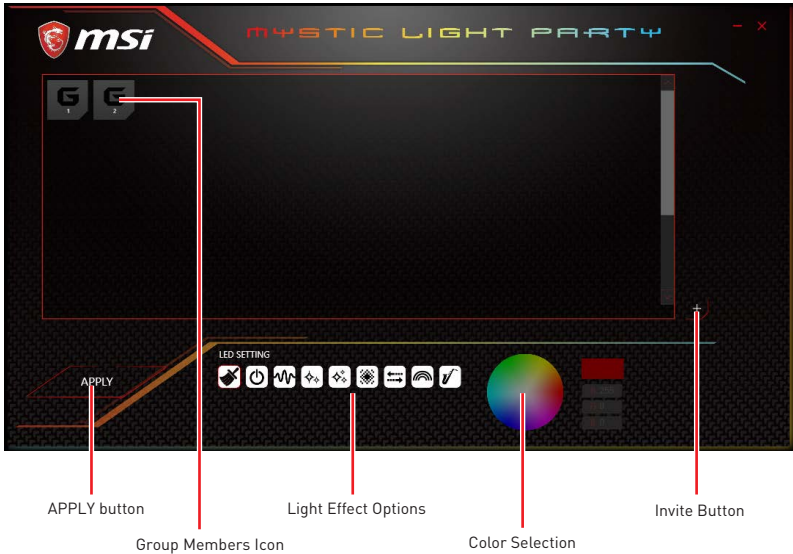 msi
MYSTIC LIGHT PARTY
G G
1 2
LED SETTING
APPLY
APPLY button
Light Effect Options
Invite Button
Group Members Icon
Color Selection